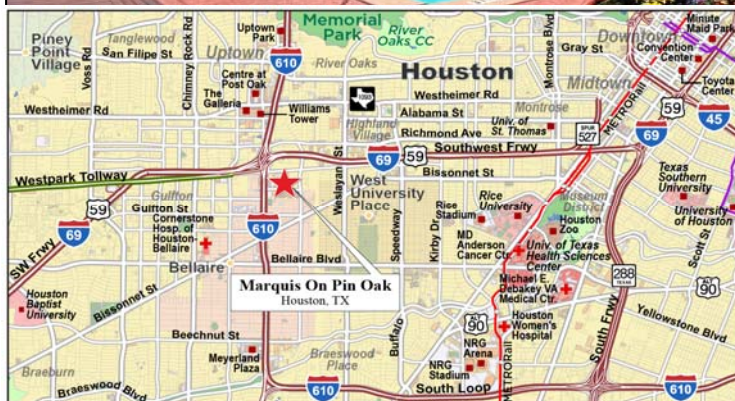 Piney Point
Village
Tanglewood
San Filipe St
Voss Rd
Chimney Rock Rd
Uptown
Uptown
Park
610
Memorial
Park
River
Oaks CC
River Oaks
Montrose Blvd
Gray St
Downtown
Minute
Maid Park
Convention
Center
Toyota
Center
Midtown
METRORail
Houston
Centre at
Post Oak
The
Galleria
Williams
Tower
Westheimer Rd
Westheimer Rd
Highland
Village
Alabama St
Montrose
Richmond Ave
Univ. of
St. Thomas
SPUR
527
59
69
45
Southwest Frwy
69
59
Bissonnet St
Westpark Tollway
59
69
SW Frwy
Gulfton
Gulfton St
Cornerstone
Hosp. of
Houston-
Bellaire
Bellaire
610
Weslayan St
West
University
Place
Speedway
Kirby Dr
Rice
University
Rise
Stadium
Museum
District
Houston
Zoo
MD
Anderson
Cancer Ctr.
Univ. of Texas
Health Sciences
Center
Texas
Southern
University
University
of Houston
Scott St
Bellaire Blvd
Marquis On Pin Oak
Houston, TX
Michael E.
Debakey VA
Medical Ctr.
288
TEXAS
South Frwy
ALT
90
Yellowstone Blvd
Houston
Baptist
University
Bissonnet St
Beechnut St
Meyerland
Plaza
Braeswood
Place
Buffalo
ALT
90
Houston
Women's
Hospital
NRG
Arena
NRG
Stadium
METRORail
Braeburn
Braeswood Blvd
610
South Loop
610